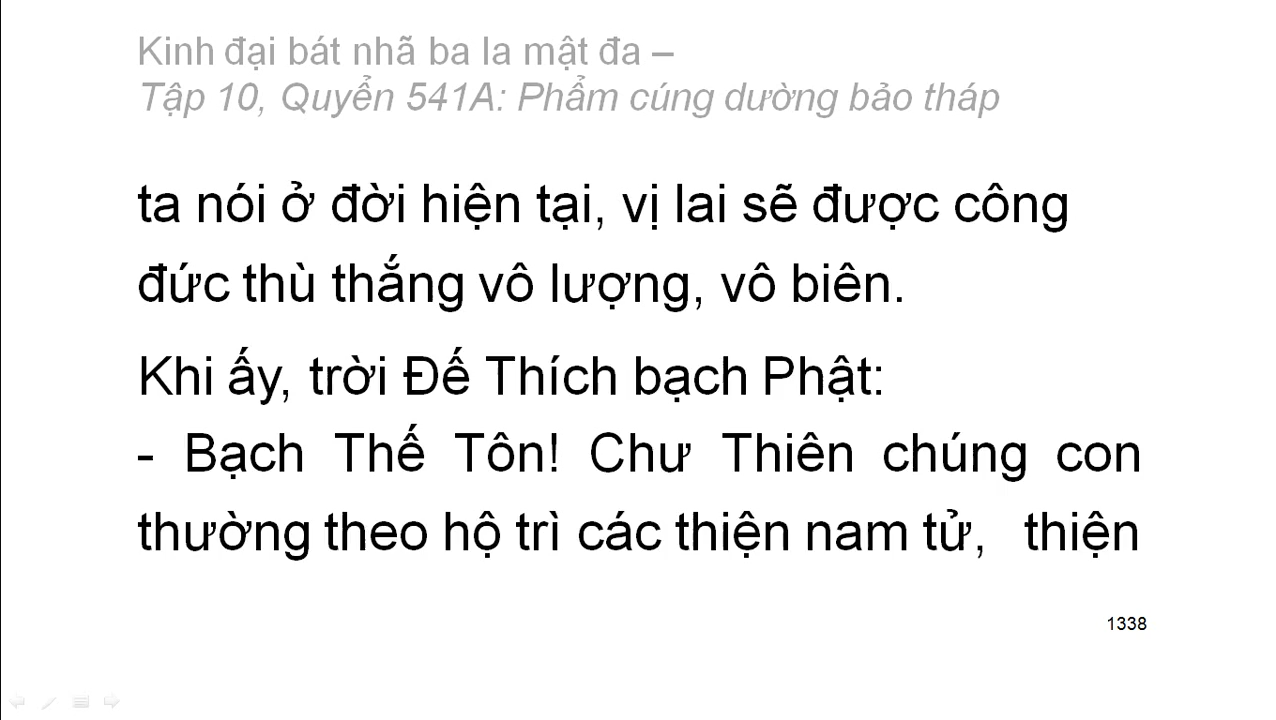 Kinh đại bát nhã ba la mật đa –
Tập 10, Quyển 541A: Phẩm cúng dường bảo tháp
ta nói ở đời hiện tại, vị lai sẽ được công
đức thù thắng vô lượng, vô biên.
Khi ấy, trời Đế Thích bạch Phật:
- Bạch Thế Tôn! Chư Thiên chúng con
thường theo hộ trì các thiện nam tử, thiện
1338